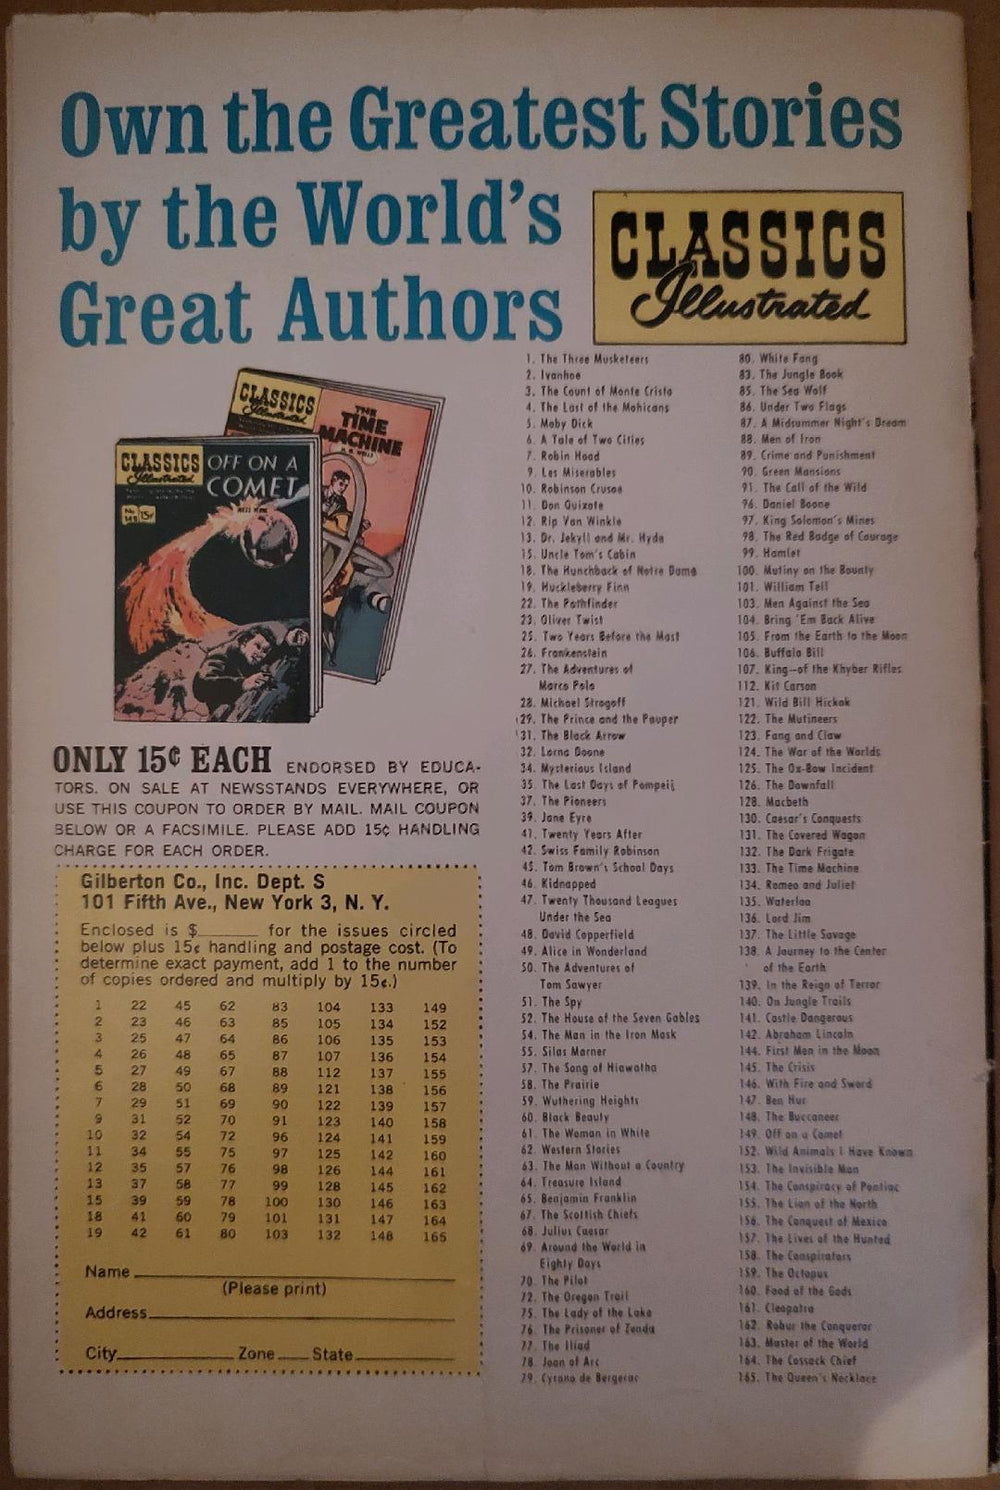 Own the Greatest Stories
by the World's
Great Authors
CLASSICS
Illustrated
CLASSICS
Illustrated
THE
TIME
MACHINE
H. G. WELLS
CLASSICS
Illustrated
OFF ON A
COMET
No. 149
15¢
ONLY 15¢ EACH ENDORSED BY EDUCA-
TORS. ON SALE AT NEWSSTANDS EVERYWHERE, OR
USE THIS COUPON TO ORDER BY MAIL. MAIL COUPON
BELOW OR A FACSIMILE. PLEASE ADD 15¢ HANDLING
CHARGE FOR EACH ORDER.
Gilberton Co., Inc. Dept. S
101 Fifth Ave., New York 3, N. Y.
Enclosed is $______ for the issues circled
below plus 15¢ handling and postage cost. (To
determine exact payment, add 1 to the number
of copies ordered and multiply by 15¢.)
1 22 45 62 83 104 133 149
2 23 46 63 85 105 134 152
3 25 47 64 86 106 135 153
4 26 48 65 87 107 136 154
5 27 49 67 88 112 137 155
6 28 50 68 89 121 138 156
7 29 51 69 90 122 139 157
9 31 52 70 91 123 140 158
10 32 54 72 96 124 141 159
11 34 55 75 97 125 142 160
12 35 57 76 98 126 144 161
13 37 58 77 99 128 145 162
15 39 59 78 100 130 146 163
18 41 60 79 101 131 147 164
19 42 61 80 103 132 148 165
Name
(Please print)
Address
City Zone State
1. The Three Musketeers
2. Ivanhoe
3. The Count of Monte Cristo
4. The Last of the Mohicans
5. Moby Dick
6. A Tale of Two Cities
7. Robin Hood
9. Les Miserables
10. Robinson Crusoe
11. Don Quixote
12. Rip Van Winkle
13. Dr. Jekyll and Mr. Hyde
15. Uncle Tom's Cabin
18. The Hunchback of Notre Dame
19. Huckleberry Finn
22. The Pathfinder
23. Oliver Twist
25. Two Years Before the Mast
26. Frankenstein
27. The Adventures of
Marco Polo
28. Michael Strogoff
29. The Prince and the Pauper
31. The Black Arrow
32. Lorna Doone
34. Mysterious Island
35. The Last Days of Pompeii
37. The Pioneers
39. Jane Eyre
41. Twenty Years After
42. Swiss Family Robinson
45. Tom Brown's School Days
46. Kidnapped
47. Twenty Thousand Leagues
Under the Sea
48. David Copperfield
49. Alice in Wonderland
50. The Adventures of
Tom Sawyer
51. The Spy
52. The House of the Seven Gables
54. The Man in the Iron Mask
55. Silas Marner
57. The Song of Hiawatha
58. The Prairie
59. Wuthering Heights
60. Black Beauty
61. The Woman in White
62. Western Stories
63. The Man Without a Country
64. Treasure Island
65. Benjamin Franklin
67. The Scottish Chiefs
68. Julius Caesar
69. Around the World in
Eighty Days
70. The Pilot
72. The Oregon Trail
75. The Lady of the Lake
76. The Prisoner of Zenda
77. The Iliad
78. Joan of Arc
79. Cyrano de Bergerac
80. White Fang
83. The Jungle Book
85. The Sea Wolf
86. Under Two Flags
87. A Midsummer Night's Dream
88. Men of Iron
89. Crime and Punishment
90. Green Mansions
91. The Call of the Wild
96. Daniel Boone
97. King Solomon's Mines
98. The Red Badge of Courage
99. Hamlet
100. Mutiny on the Bounty
101. William Tell
103. Men Against the Sea
104. Bring 'Em Back Alive
105. From the Earth to the Moon
106. Buffalo Bill
107. King—of the Khyber Rifles
112. Kit Carson
121. Wild Bill Hickok
122. The Mutineers
123. Fang and Claw
124. The War of the Worlds
125. The Ox-Bow Incident
126. The Downfall
128. Macbeth
130. Caesar's Conquests
131. The Covered Wagon
132. The Dark Frigate
133. The Time Machine
134. Romeo and Juliet
135. Waterloo
136. Lord Jim
137. The Little Savage
138. A Journey to the Center
of the Earth
139. In the Reign of Terror
140. On Jungle Trails
141. Castle Dangerous
142. Abraham Lincoln
144. First Men in the Moon
145. The Crisis
146. With Fire and Sword
147. Ben Hur
148. The Buccaneer
149. Off on a Comet
152. Wild Animals I Have Known
153. The Invisible Man
154. The Conspiracy of Pontiac
155. The Lion of the North
156. The Conquest of Mexico
157. The Lives of the Hunted
158. The Conspirators
159. The Octopus
160. Food of the Gods
161. Cleopatra
162. Robur the Conqueror
163. Master of the World
164. The Cossack Chief
165. The Queen's Necklace